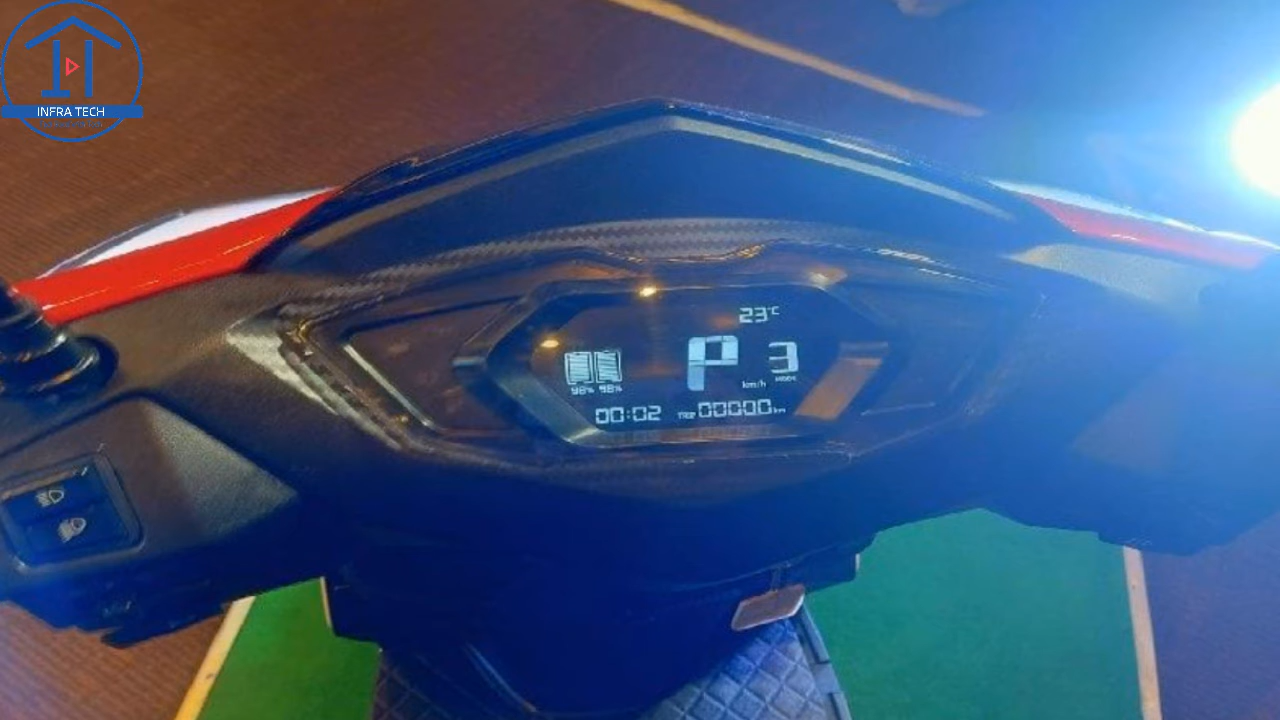 INFRA TECH
23°C
P 3
km/h MODE
98% 98%
00:02 TRIP 00000 km